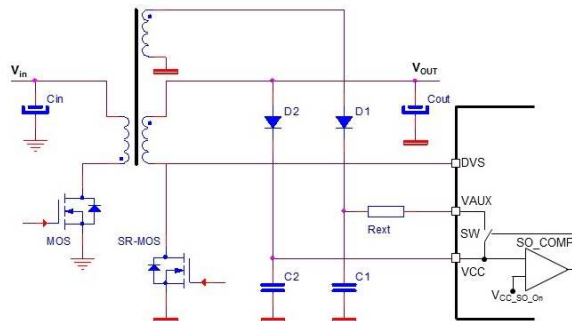 Vin
VOUT
Cin
D2
D1
Cout
DVS
VAUX
MOS
SR-MOS
Rext
SW
SO_COMP
VCC
C2
C1
VCC_SO_On